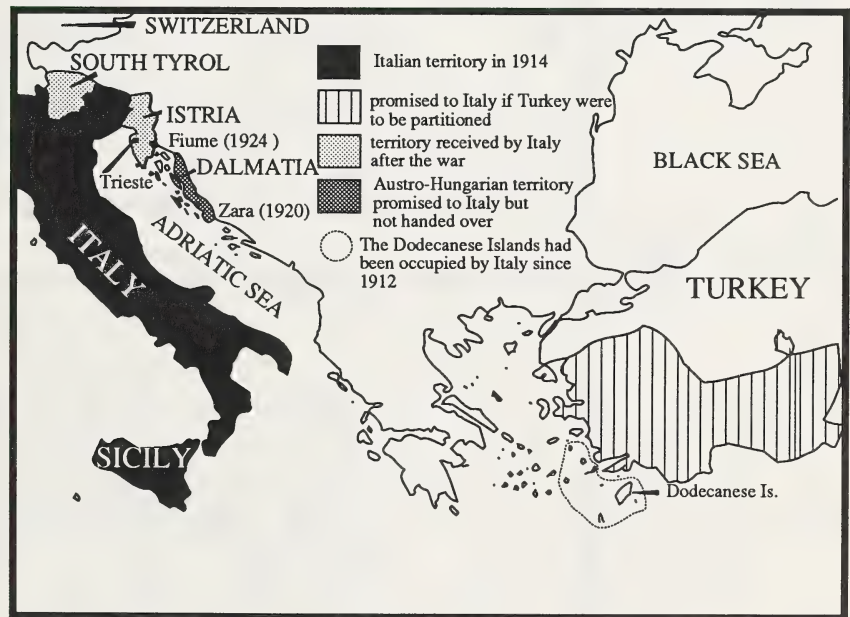 SWITZERLAND
SOUTH TYROL
ISTRIA
Fiume (1924 )
Trieste
DALMATIA
Zara (1920)
ADRIATIC SEA
ITALY
SICILY
Italian territory in 1914
promised to Italy if Turkey were
to be partitioned
territory received by Italy
after the war
Austro-Hungarian territory
promised to Italy but
not handed over
The Dodecanese Islands had
been occupied by Italy since
1912
BLACK SEA
TURKEY
Dodecanese Is.